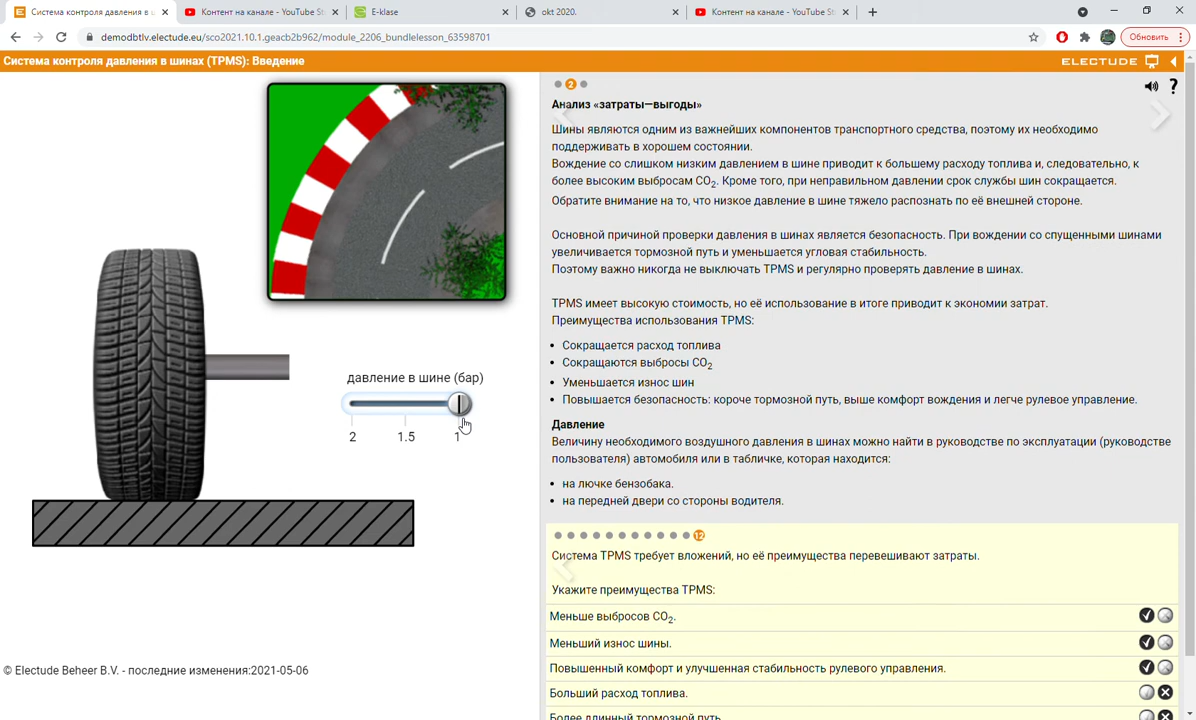 Система контроля давления в ш
Контент на канале - YouTube St
E-klase
okt 2020.
Контент на канале - YouTube St
demodbtlv.electude.eu/sco2021.10.1.geacb2b962/module_2206_bundlelesson_63598701
Обновить
Система контроля давления в шинах (TPMS): Введение
ELECTUDE
2
Анализ «затраты—выгоды»
Шины являются одним из важнейших компонентов транспортного средства, поэтому их необходимо
поддерживать в хорошем состоянии.
Вождение со слишком низким давлением в шине приводит к большему расходу топлива и, следовательно, к
более высоким выбросам CO2. Кроме того, при неправильном давлении срок службы шин сокращается.
Обратите внимание на то, что низкое давление в шине тяжело распознать по её внешней стороне.
Основной причиной проверки давления в шинах является безопасность. При вождении со спущенными шинами
увеличивается тормозной путь и уменьшается угловая стабильность.
Поэтому важно никогда не выключать TPMS и регулярно проверять давление в шинах.
TPMS имеет высокую стоимость, но её использование в итоге приводит к экономии затрат.
Преимущества использования TPMS:
• Сокращается расход топлива
• Сокращаются выбросы CO2
• Уменьшается износ шин
• Повышается безопасность: короче тормозной путь, выше комфорт вождения и легче рулевое управление.
Давление
Величину необходимого воздушного давления в шинах можно найти в руководстве по эксплуатации (руководстве
пользователя) автомобиля или в табличке, которая находится:
• на лючке бензобака.
• на передней двери со стороны водителя.
давление в шине (бар)
2 1.5 1
12
Система TPMS требует вложений, но её преимущества перевешивают затраты.
Укажите преимущества TPMS:
Меньше выбросов CO2.
Меньший износ шины.
Повышенный комфорт и улучшенная стабильность рулевого управления.
Больший расход топлива.
Более длинный тормозной путь.
© Electude Beheer B.V. - последние изменения:2021-05-06